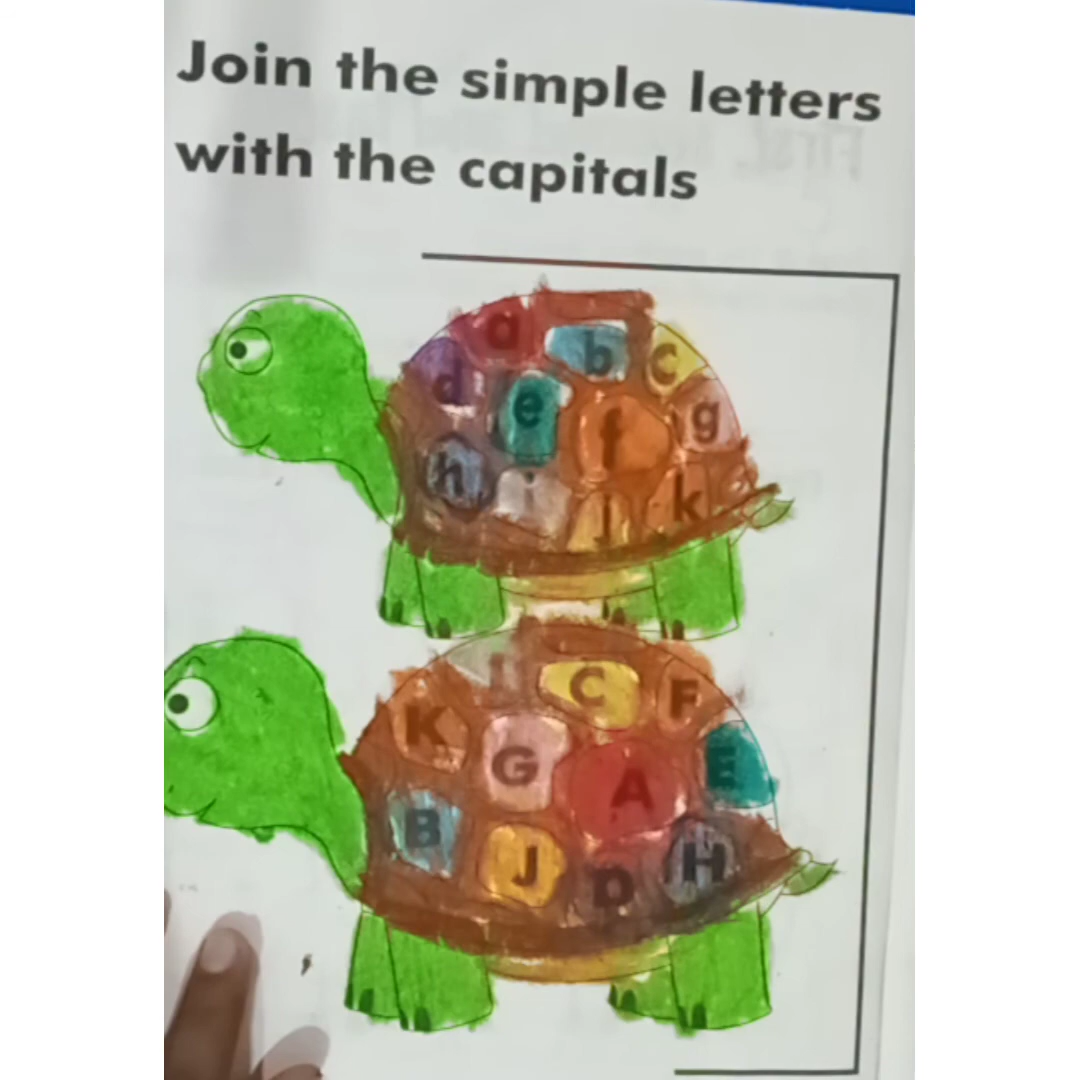 Join the simple letters
with the capitals
a b c
d e f g
h i j k
C F
K G A E
B J D H